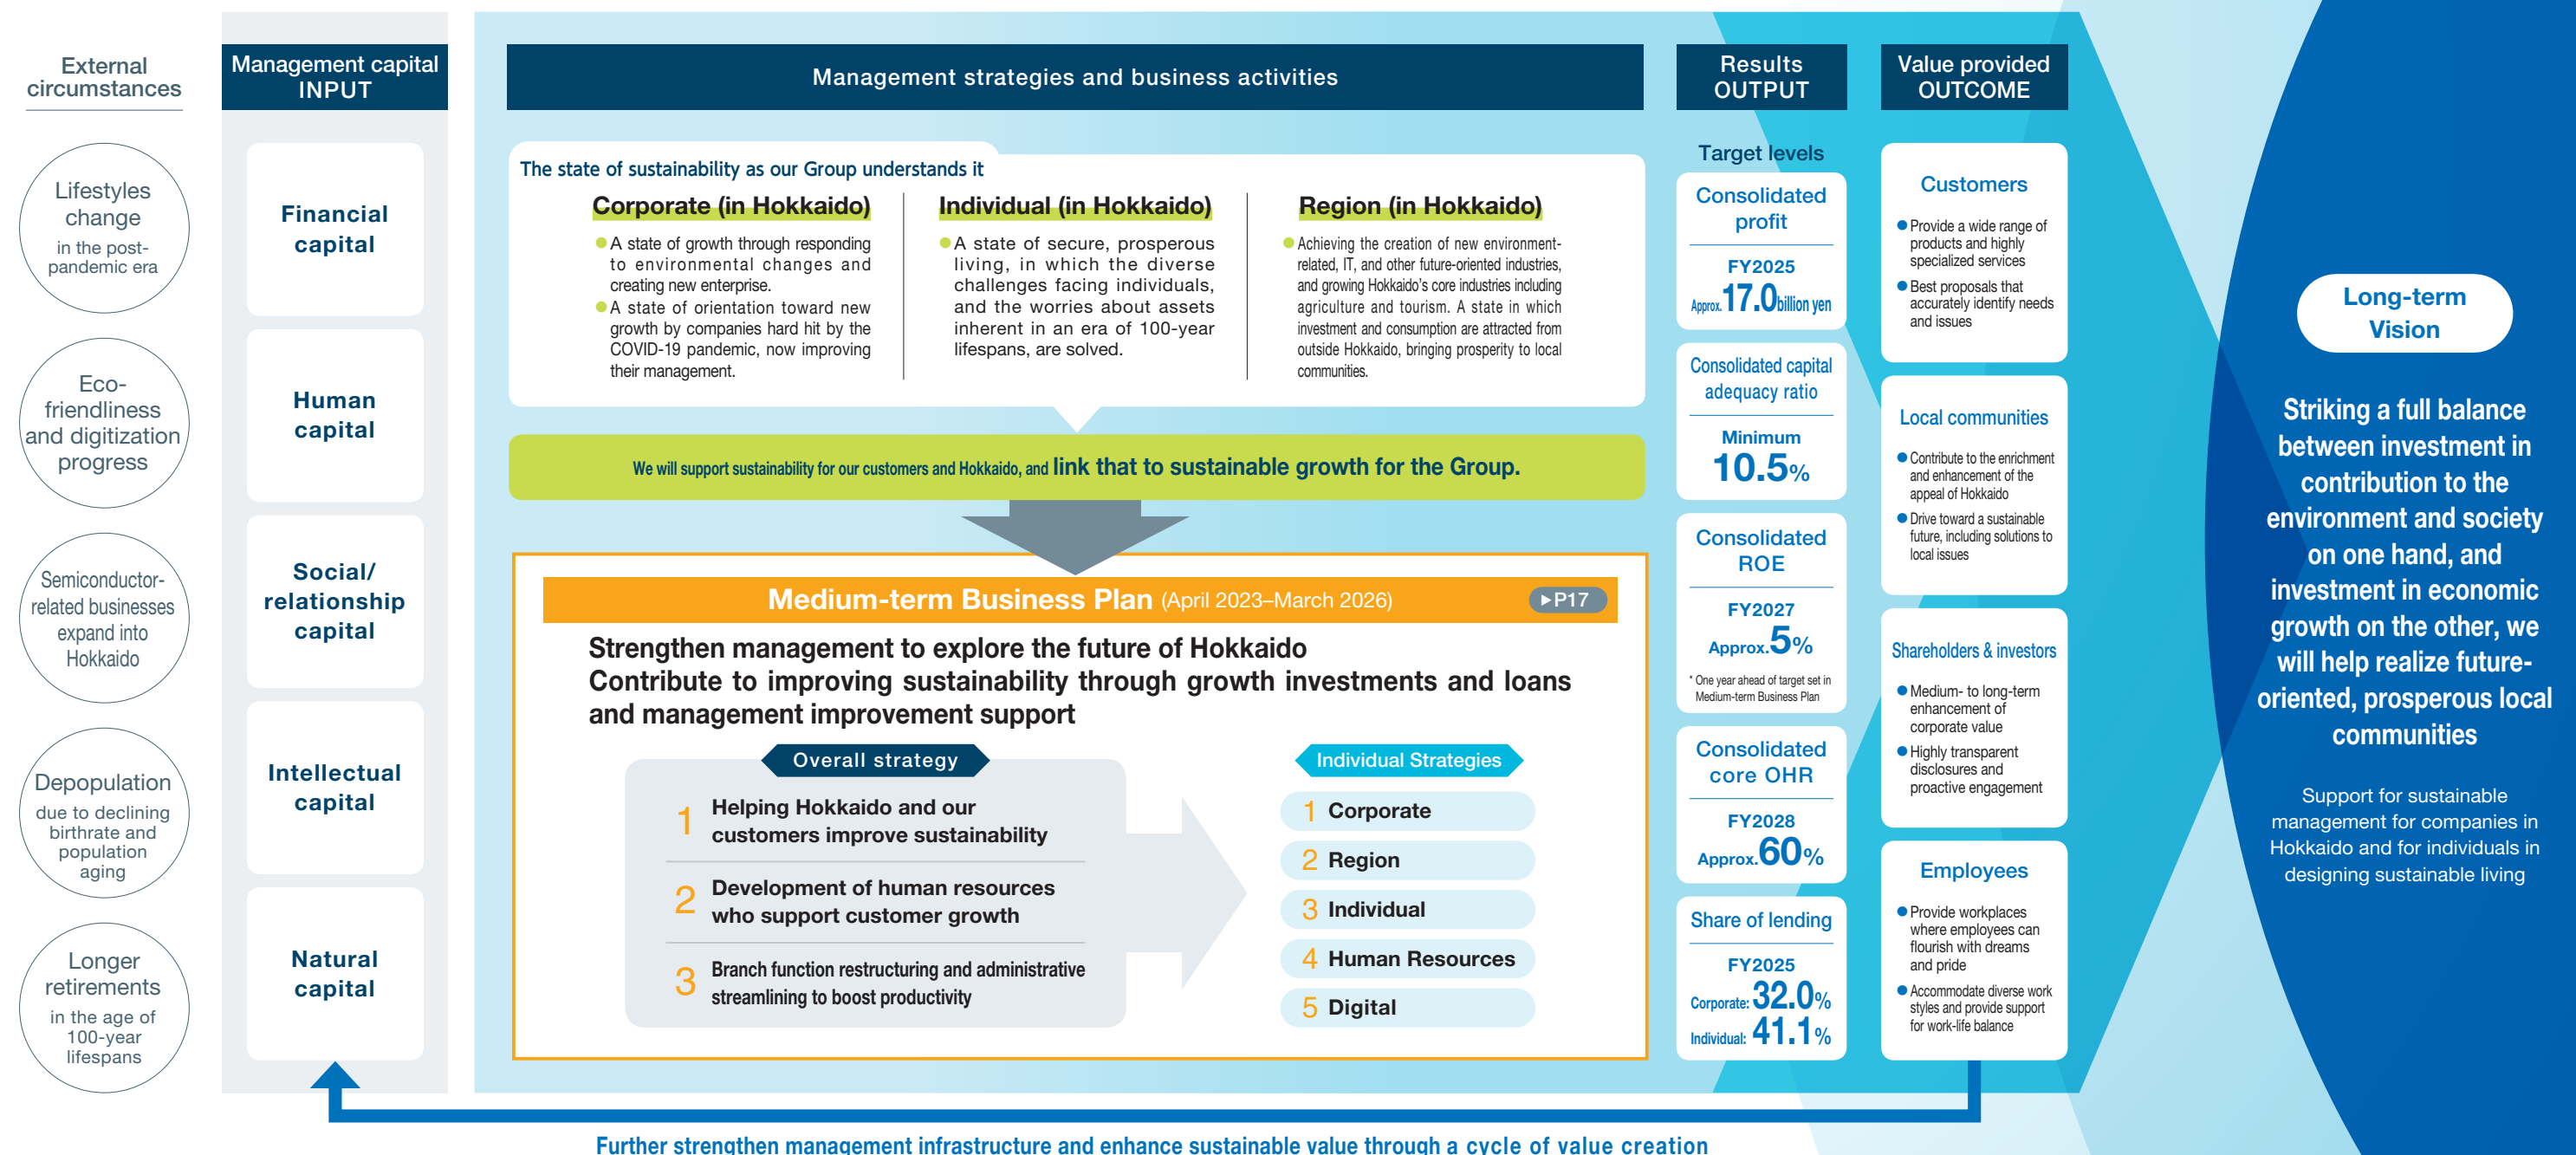 External
circumstances
Lifestyles
change
in the post-
pandemic era
Eco-
friendliness
and digitization
progress
Semiconductor-
related businesses
expand into
Hokkaido
Depopulation
due to declining
birthrate and
population
aging
Longer
retirements
in the age of
100-year
lifespans
Management capital
INPUT
Financial
capital
Human
capital
Social/
relationship
capital
Intellectual
capital
Natural
capital
Management strategies and business activities
The state of sustainability as our Group understands it
Corporate (in Hokkaido)
● A state of growth through responding
to environmental changes and
creating new enterprise.
● A state of orientation toward new
growth by companies hard hit by the
COVID-19 pandemic, now improving
their management.
Individual (in Hokkaido)
● A state of secure, prosperous
living, in which the diverse
challenges facing individuals,
and the worries about assets
inherent in an era of 100-year
lifespans, are solved.
Region (in Hokkaido)
● Achieving the creation of new environment-
related, IT, and other future-oriented industries,
and growing Hokkaido's core industries including
agriculture and tourism. A state in which
investment and consumption are attracted from
outside Hokkaido, bringing prosperity to local
communities.
We will support sustainability for our customers and Hokkaido, and link that to sustainable growth for the Group.
Medium-term Business Plan (April 2023–March 2026)
▶P17
Strengthen management to explore the future of Hokkaido
Contribute to improving sustainability through growth investments and loans
and management improvement support
Overall strategy
1 Helping Hokkaido and our
customers improve sustainability
2 Development of human resources
who support customer growth
3 Branch function restructuring and administrative
streamlining to boost productivity
Individual Strategies
1 Corporate
2 Region
3 Individual
4 Human Resources
5 Digital
Results
OUTPUT
Target levels
Consolidated
profit
FY2025
Approx.17.0billion yen
Consolidated capital
adequacy ratio
Minimum
10.5%
Consolidated
ROE
FY2027
Approx.5%
* One year ahead of target set in
Medium-term Business Plan
Consolidated
core OHR
FY2028
Approx.60%
Share of lending
FY2025
Corporate: 32.0%
Individual: 41.1%
Value provided
OUTCOME
Customers
● Provide a wide range of
products and highly
specialized services
● Best proposals that
accurately identify needs
and issues
Local communities
● Contribute to the enrichment
and enhancement of the
appeal of Hokkaido
● Drive toward a sustainable
future, including solutions to
local issues
Shareholders & investors
● Medium- to long-term
enhancement of
corporate value
● Highly transparent
disclosures and
proactive engagement
Employees
● Provide workplaces
where employees can
flourish with dreams
and pride
● Accommodate diverse work
styles and provide support
for work-life balance
Long-term
Vision
Striking a full balance
between investment in
contribution to the
environment and society
on one hand, and
investment in economic
growth on the other, we
will help realize future-
oriented, prosperous local
communities
Support for sustainable
management for companies in
Hokkaido and for individuals in
designing sustainable living
Further strengthen management infrastructure and enhance sustainable value through a cycle of value creation